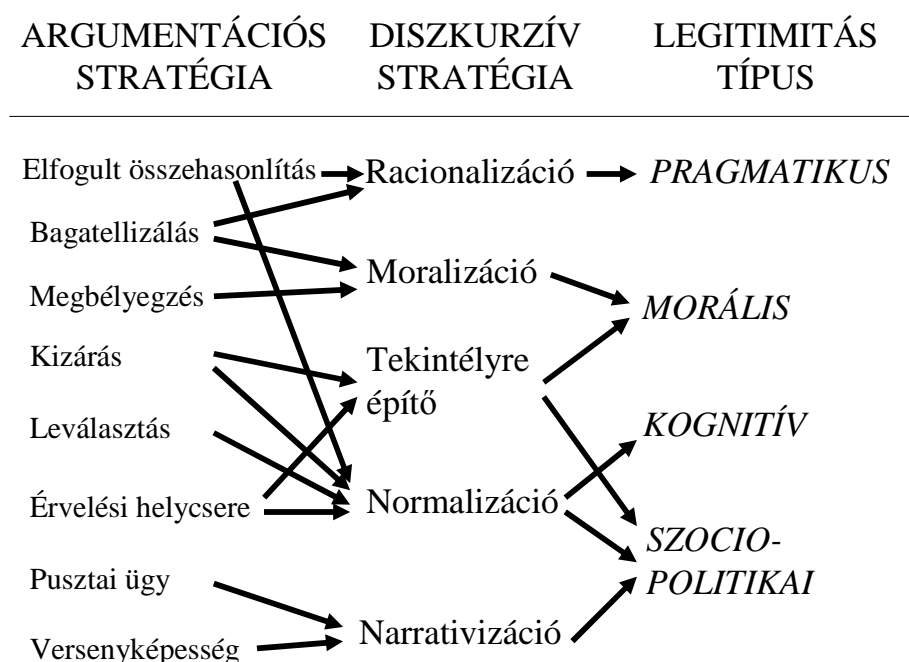 ARGUMENTÁCIÓS
STRATÉGIA
DISZKURZÍV
STRATÉGIA
LEGITIMITÁS
TÍPUS
Elfogult összehasonlítás
Bagatellizálás
Megbélyegzés
Kizárás
Leválasztás
Érvelési helycsere
Pusztai ügy
Versenyképesség
Racionalizáció
Moralizáció
Tekintélyre
építő
Normalizáció
Narrativizáció
PRAGMATIKUS
MORÁLIS
KOGNITÍV
SZOCIO-
POLITIKAI